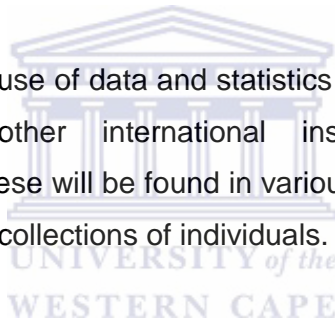 use of data and statistics
other international ins
ese will be found in variou
collections of individuals.
UNIVERSITY of the
WESTERN CAPE